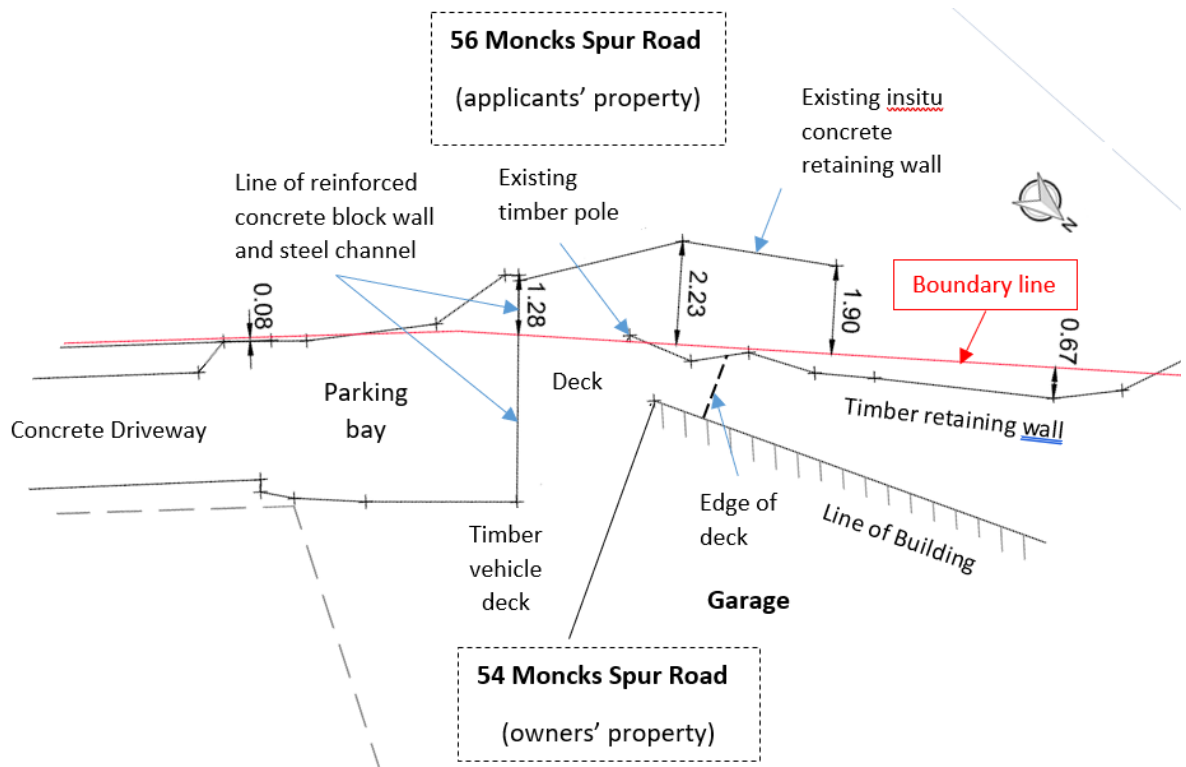 56 Moncks Spur Road
(applicants’ property)
Existing insitu
concrete
retaining wall
Line of reinforced
concrete block wall
and steel channel
Existing
timber pole
N
0.08
1.28
2.23
1.90
Boundary line
0.67
Deck
Parking
bay
Concrete Driveway
Timber retaining wall
Edge of
deck
Line of Building
Timber
vehicle
deck
Garage
54 Moncks Spur Road
(owners’ property)